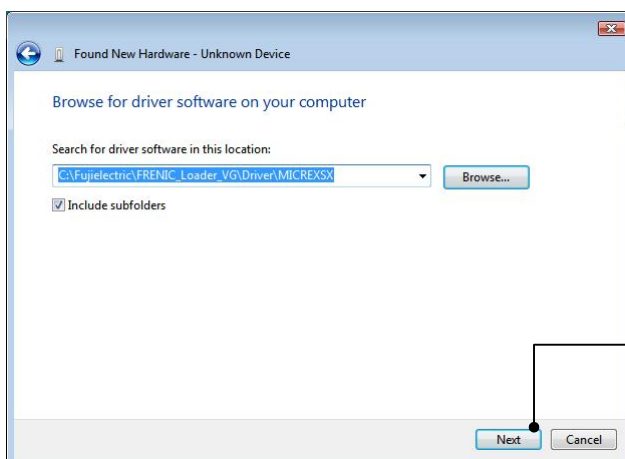 Found New Hardware - Unknown Device
Browse for driver software on your computer
Search for driver software in this location:
C:\Fujielectric\FRENIC_Loader_VG\Driver\MICREXSX
Browse...
Include subfolders
Next
Cancel